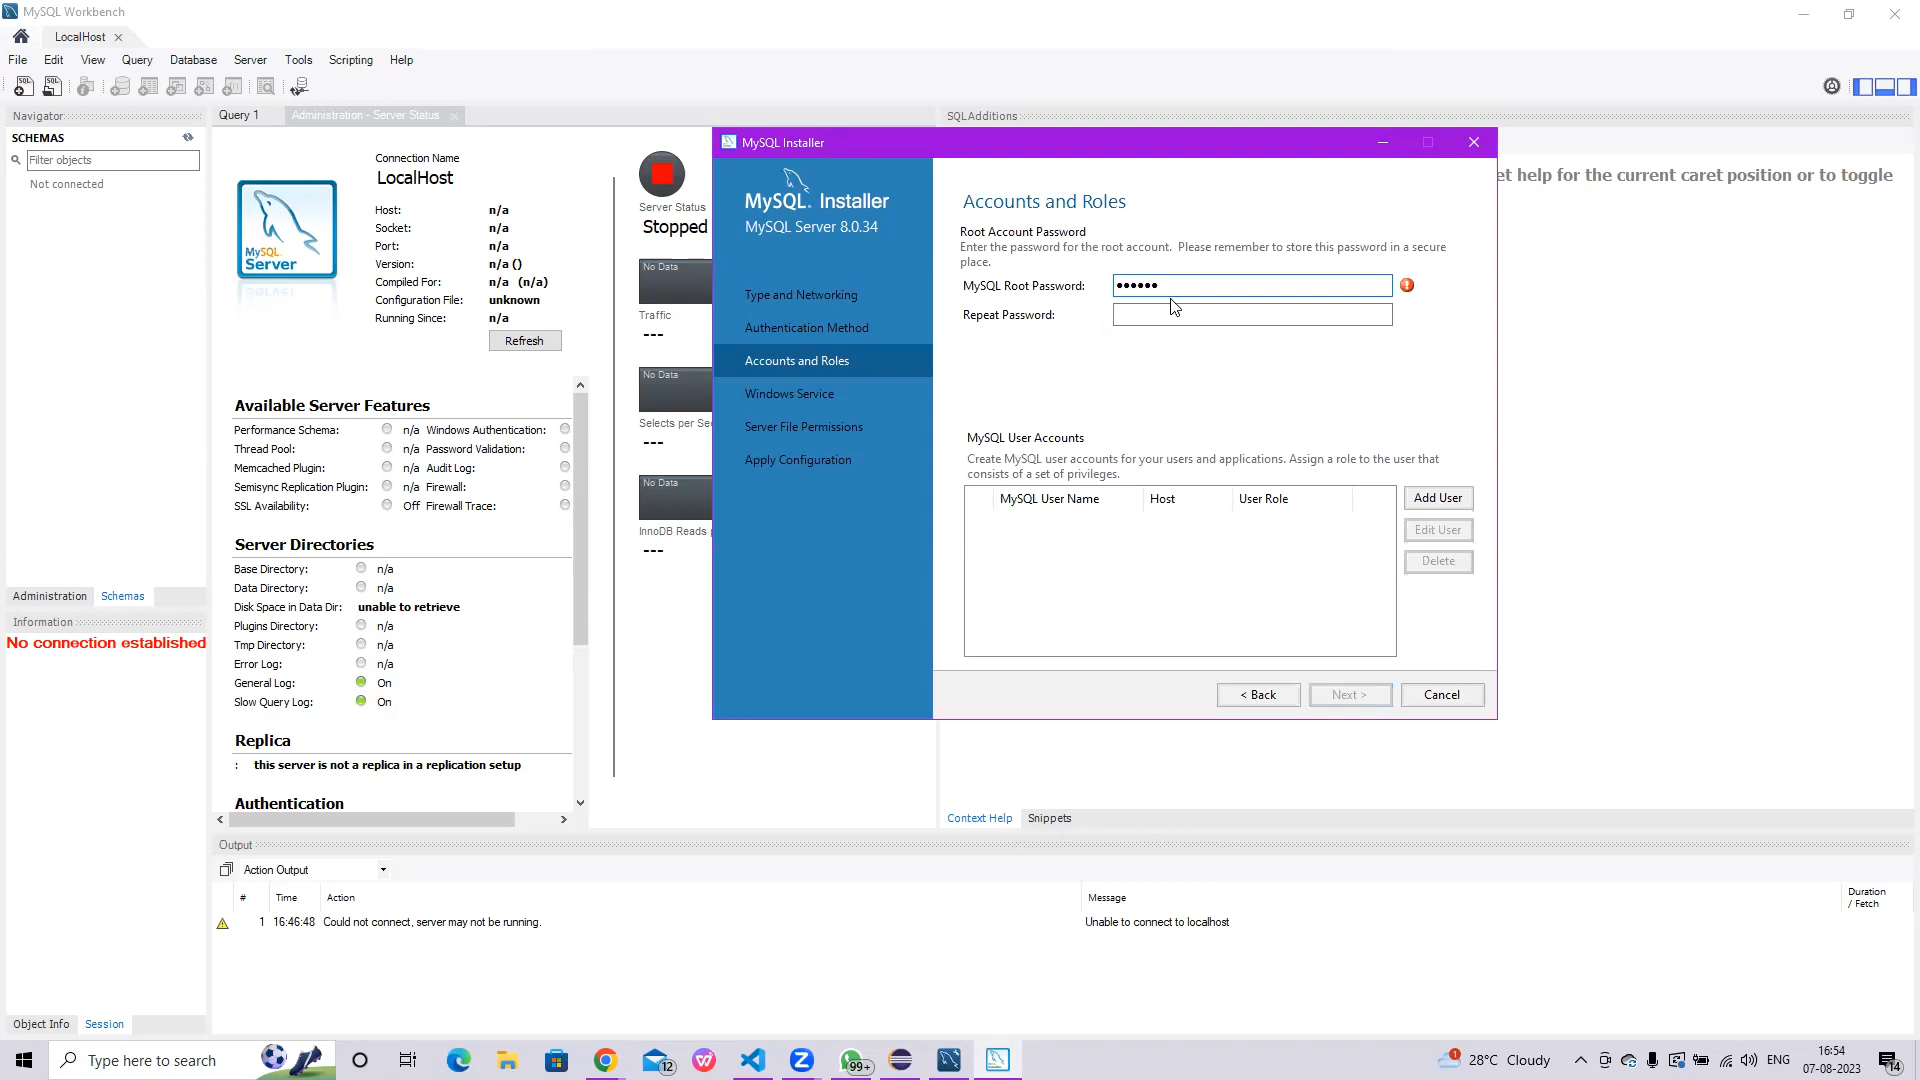 MySQL Workbench
LocalHost
File Edit View Query Database Server Tools Scripting Help
Navigator
SCHEMAS
Filter objects
Not connected
Administration Schemas
Information
No connection established
Object Info Session
Query 1 Administration - Server Status
MySQL Server
Connection Name
LocalHost
Host: n/a
Socket: n/a
Port: n/a
Version: n/a ()
Compiled For: n/a (n/a)
Configuration File: unknown
Running Since: n/a
Refresh
Available Server Features
Performance Schema: n/a Windows Authentication:
Thread Pool: n/a Password Validation:
Memcached Plugin: n/a Audit Log:
Semisync Replication Plugin: n/a Firewall:
SSL Availability: Off Firewall Trace:
Server Directories
Base Directory: n/a
Data Directory: n/a
Disk Space in Data Dir: unable to retrieve
Plugins Directory: n/a
Tmp Directory: n/a
Error Log: n/a
General Log: On
Slow Query Log: On
Replica
: this server is not a replica in a replication setup
Authentication
Server Status
Stopped
No Data
Traffic
---
No Data
Selects per Se
---
No Data
InnoDB Reads
---
SQLAdditions
et help for the current caret position or to toggle
MySQL Installer
MySQL. Installer
MySQL Server 8.0.34
Type and Networking
Authentication Method
Accounts and Roles
Windows Service
Server File Permissions
Apply Configuration
Accounts and Roles
Root Account Password
Enter the password for the root account. Please remember to store this password in a secure
place.
MySQL Root Password: ••••••
Repeat Password:
MySQL User Accounts
Create MySQL user accounts for your users and applications. Assign a role to the user that
consists of a set of privileges.
MySQL User Name Host User Role
Add User
Edit User
Delete
< Back Next > Cancel
Context Help Snippets
Output
Action Output
# Time Action Message Duration / Fetch
1 16:46:48 Could not connect, server may not be running. Unable to connect to localhost
Type here to search
12
99+
1
28°C Cloudy
ENG
16:54
07-08-2023
14